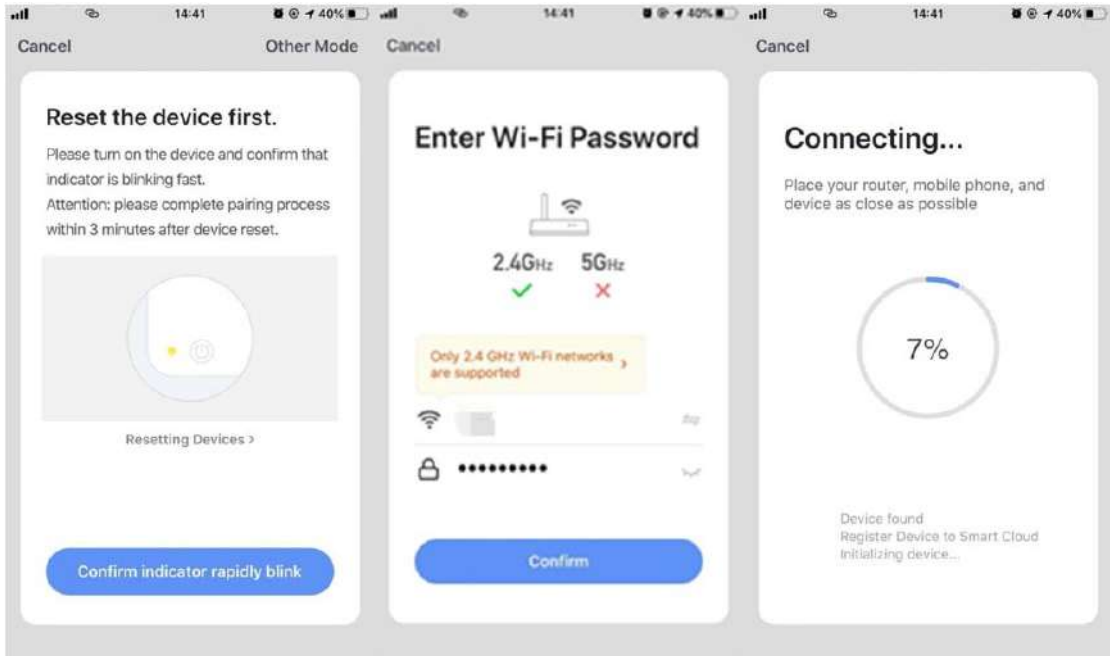 14:41
40%
Cancel
Other Mode
Reset the device first.
Please turn on the device and confirm that
indicator is blinking fast.
Attention: please complete pairing process
within 3 minutes after device reset.
Resetting Devices >
Confirm indicator rapidly blink
14:41
40%
Cancel
Enter Wi-Fi Password
2.4GHz
5GHz
Only 2.4 GHz Wi-Fi networks
are supported
Confirm
14:41
40%
Cancel
Connecting...
Place your router, mobile phone, and
device as close as possible
7%
Device found
Register Device to Smart Cloud
Initializing device...